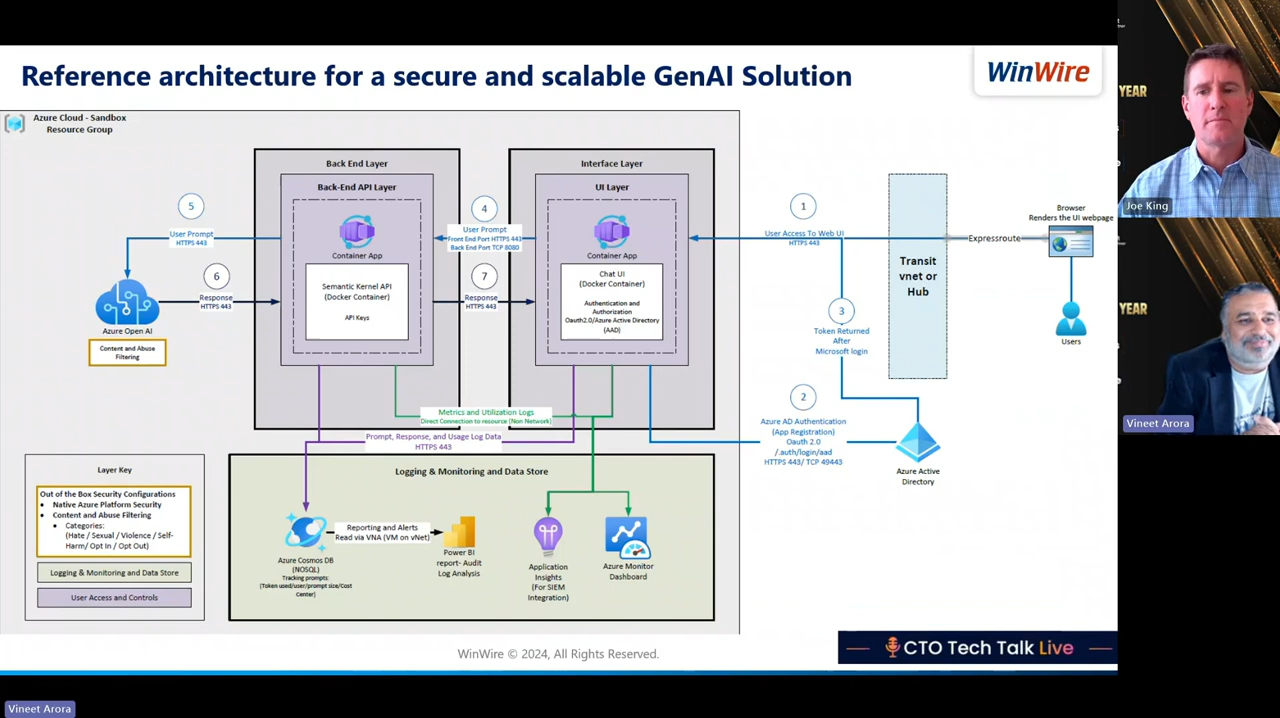 Reference architecture for a secure and scalable GenAI Solution
WinWire
Azure Cloud - Sandbox
Resource Group
Back End Layer
Back-End API Layer
Container App
Semantic Kernel API
(Docker Container)
API Keys
Interface Layer
UI Layer
Container App
Chat UI
(Docker Container)
Authentication and
Authorization
Oauth2.0/Azure Active Directory
(AAD)
5
User Prompt
HTTPS 443
6
Response
HTTPS 443
Azure Open AI
Content and Abuse
Filtering
4
User Prompt
Front End Port HTTPS 443
Back End Port TCP 8080
7
Response
HTTPS 443
1
User Access To Web UI
HTTPS 443
3
Token Returned
After
Microsoft login
2
Azure AD Authentication
(App Registration)
Oauth 2.0
/.auth/login/aad
HTTPS 443/ TCP 49443
Transit
vnet or
Hub
Expressroute
Browser
Renders the UI webpage
Users
Azure Active
Directory
Metrics and Utilization Logs
Direct Connection to resource (Non Network)
Prompt, Response, and Usage Log Data
HTTPS 443
Layer Key
Out of the Box Security Configurations
• Native Azure Platform Security
• Content and Abuse Filtering
• Categories:
(Hate / Sexual / Violence / Self-
Harm/ Opt In / Opt Out)
Logging & Monitoring and Data Store
User Access and Controls
Logging & Monitoring and Data Store
Azure Cosmos DB
(NOSQL)
Tracking prompts:
(Token used/user/prompt size/Cost
Center)
Reporting and Alerts
Read via VNA (VM on vNet)
Power BI
report- Audit
Log Analysis
Application
Insights
(For SIEM
Integration)
Azure Monitor
Dashboard
WinWire © 2024, All Rights Reserved.
CTO Tech Talk Live
YEAR
Joe King
YEAR
Vineet Arora
Vineet Arora